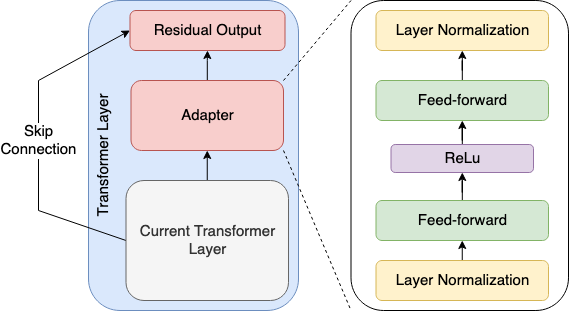 Residual Output
Adapter
Transformer Layer
Skip
Connection
Current Transformer
Layer
Layer Normalization
Feed-forward
ReLu
Feed-forward
Layer Normalization